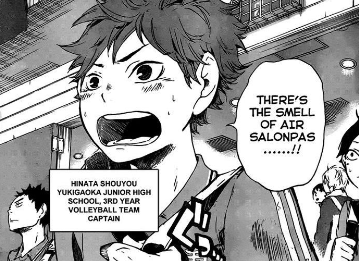 THERE'S
THE SMELL
OF AIR
SALONPAS
......!!
HINATA SHOUYOU
YUKIGAOKA JUNIOR HIGH
SCHOOL, 3RD YEAR
VOLLEYBALL TEAM
CAPTAIN